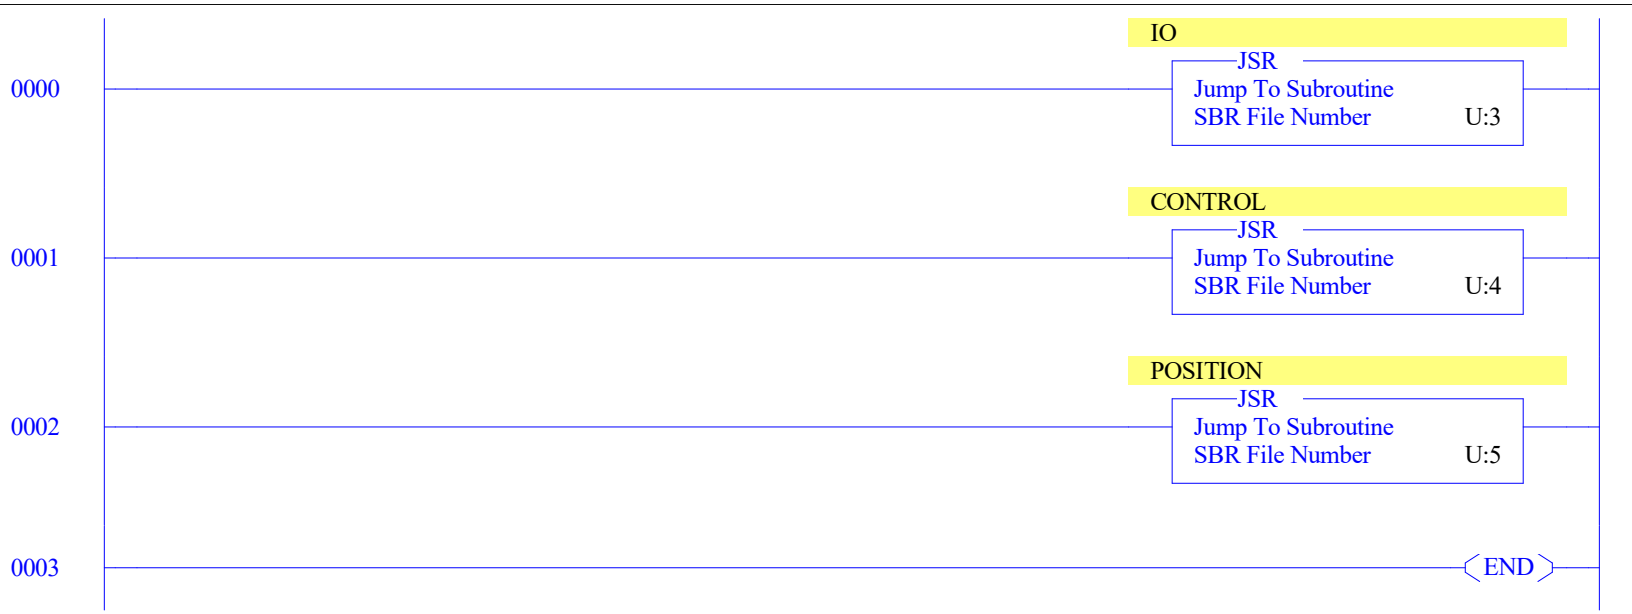 IO
JSR
0000
Jump To Subroutine
SBR File Number U:3
CONTROL
JSR
0001
Jump To Subroutine
SBR File Number U:4
POSITION
JSR
0002
Jump To Subroutine
SBR File Number U:5
0003
END